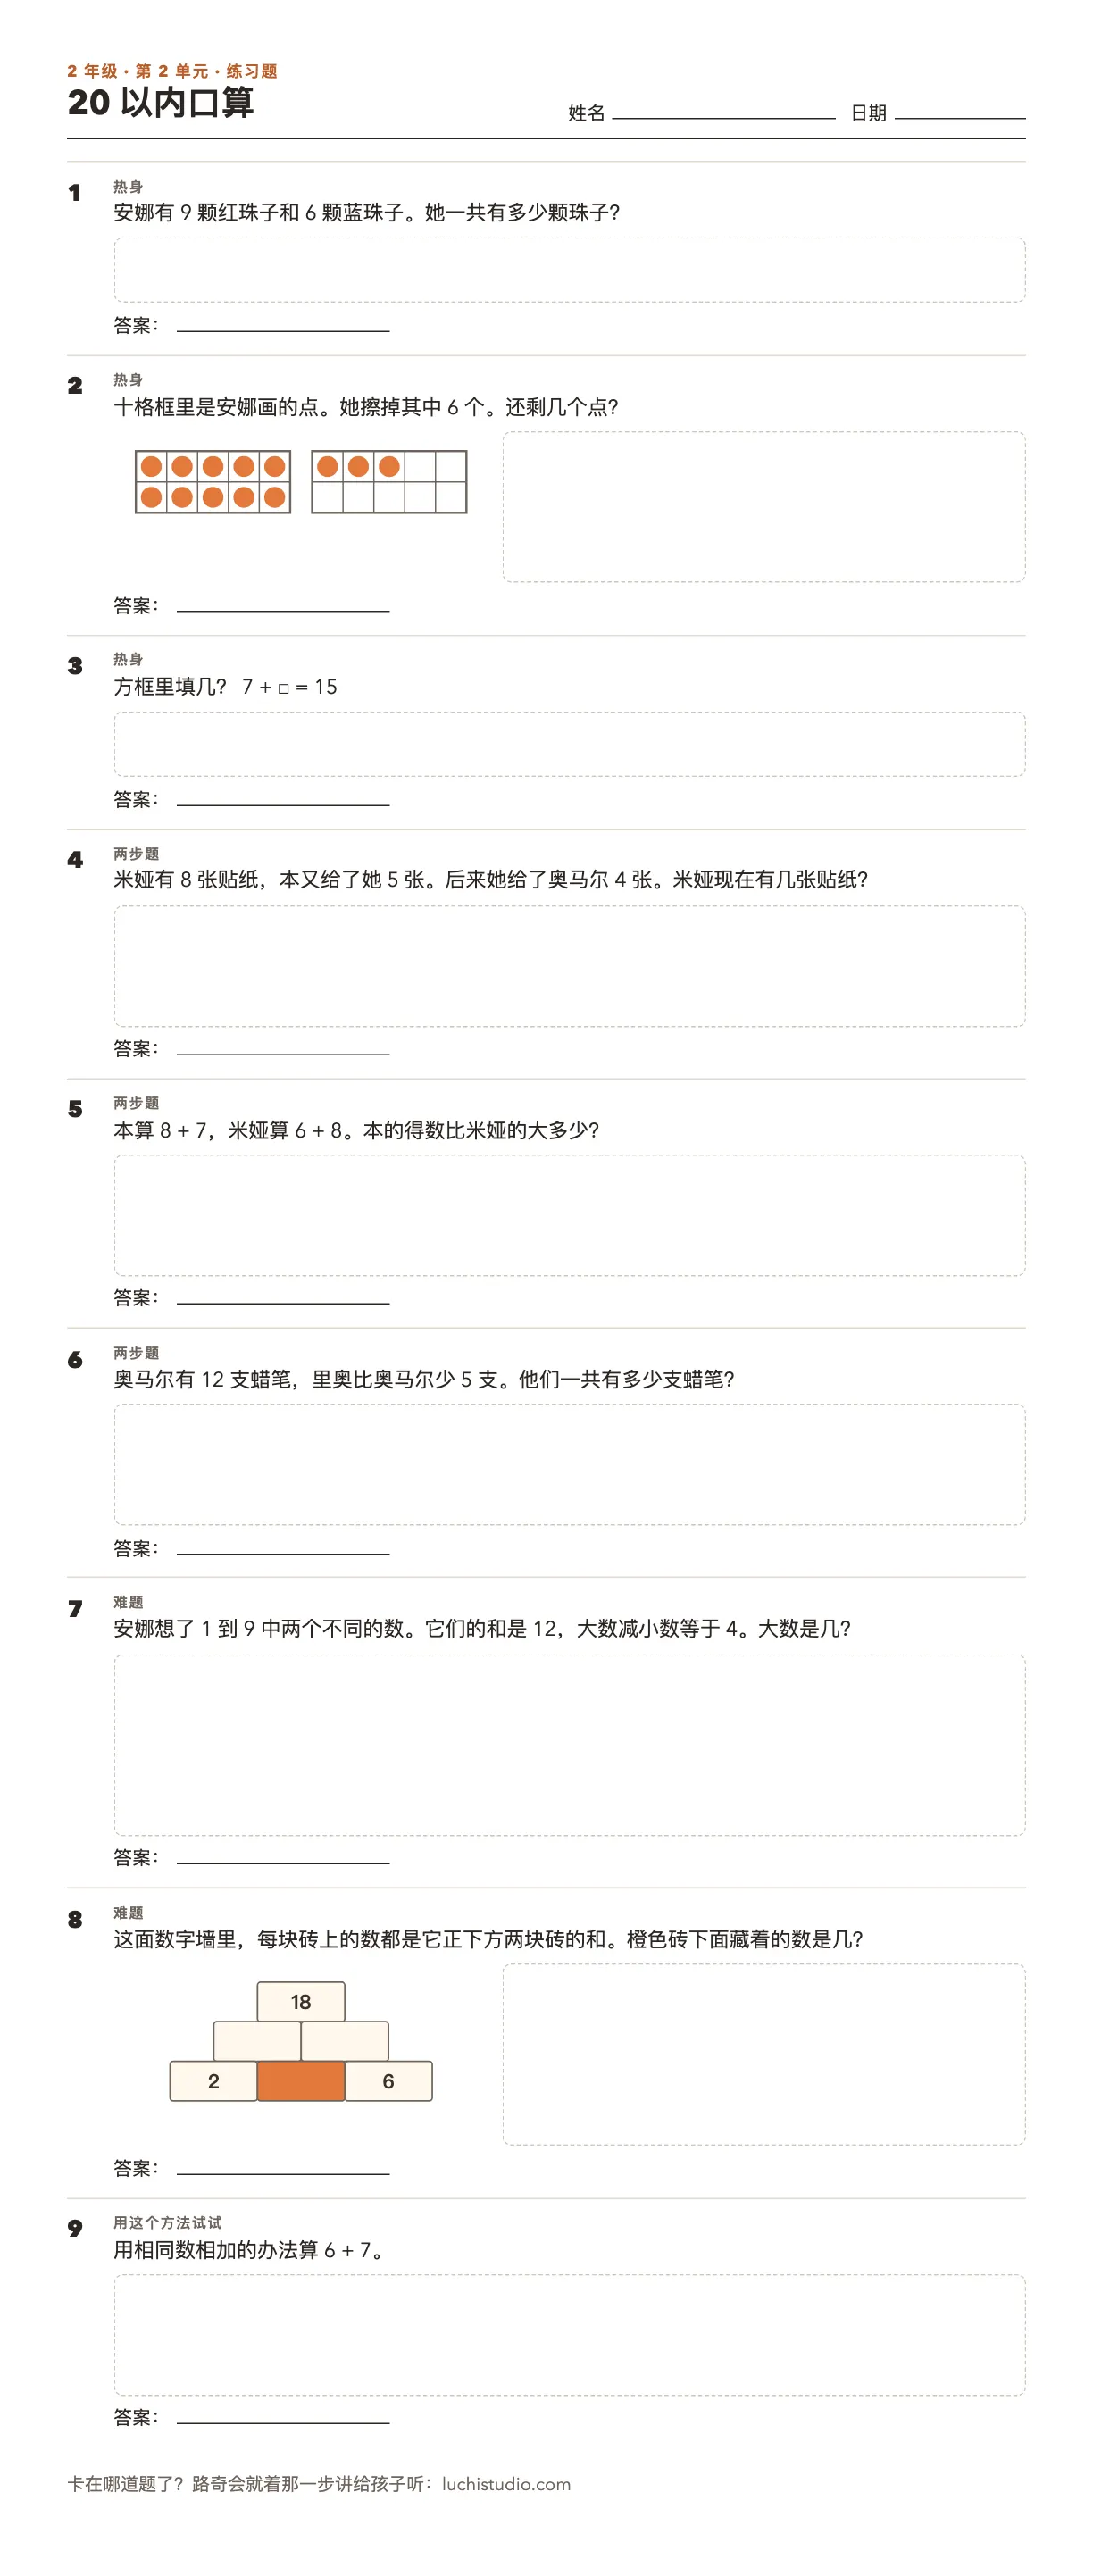 2 年级 · 第 2 单元 · 练习题
20 以内口算
姓名
日期
1
热身
安娜有 9 颗红珠子和 6 颗蓝珠子。她一共有多少颗珠子？
答案：
2
热身
十格框里是安娜画的点。她擦掉其中 6 个。还剩几个点？
答案：
3
热身
方框里填几？ 7 + □ = 15
答案：
4
两步题
米娅有 8 张贴纸，本又给了她 5 张。后来她给了奥马尔 4 张。米娅现在有几张贴纸？
答案：
5
两步题
本算 8 + 7，米娅算 6 + 8。本的得数比米娅的大多少？
答案：
6
两步题
奥马尔有 12 支蜡笔，里奥比奥马尔少 5 支。他们一共有多少支蜡笔？
答案：
7
难题
安娜想了 1 到 9 中两个不同的数。它们的和是 12，大数减小数等于 4。大数是几？
答案：
8
难题
这面数字墙里，每块砖上的数都是它正下方两块砖的和。橙色砖下面藏着的数是几？
18
2
6
答案：
9
用这个方法试试
用相同数相加的办法算 6 + 7。
答案：
卡在哪道题了？路奇会就着那一步讲给孩子听：luchistudio.com